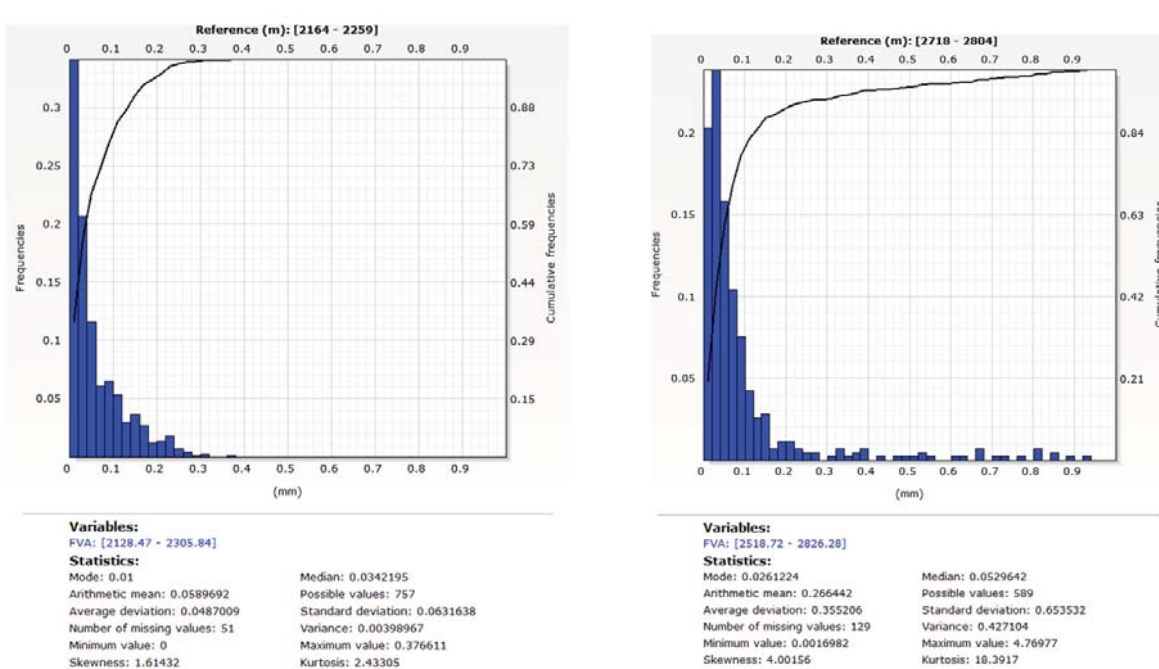 Reference (m): [2164 - 2259]
0 0.1 0.2 0.3 0.4 0.5 0.6 0.7 0.8 0.9
0.3
0.25
0.2
0.15
0.1
0.05
Frequencies
0.88
0.73
0.59
0.44
0.29
0.15
Cumulative frequencies
0 0.1 0.2 0.3 0.4 0.5 0.6 0.7 0.8 0.9
(mm)
Variables:
FVA: [2128.47 - 2305.84]
Statistics:
Mode: 0.01 Median: 0.0342195
Arithmetic mean: 0.0589692 Possible values: 757
Average deviation: 0.0487009 Standard deviation: 0.0631638
Number of missing values: 51 Variance: 0.00398967
Minimum value: 0 Maximum value: 0.376611
Skewness: 1.61432 Kurtosis: 2.43305
Reference (m): [2718 - 2804]
0 0.1 0.2 0.3 0.4 0.5 0.6 0.7 0.8 0.9
0.2
0.15
0.1
0.05
Frequencies
0.84
0.63
0.42
0.21
Cumulative frequencies
0 0.1 0.2 0.3 0.4 0.5 0.6 0.7 0.8 0.9
(mm)
Variables:
FVA: [2518.72 - 2826.28]
Statistics:
Mode: 0.0261224 Median: 0.0529642
Arithmetic mean: 0.266442 Possible values: 589
Average deviation: 0.355206 Standard deviation: 0.653532
Number of missing values: 129 Variance: 0.427104
Minimum value: 0.0016982 Maximum value: 4.76977
Skewness: 4.00156 Kurtosis: 18.3917